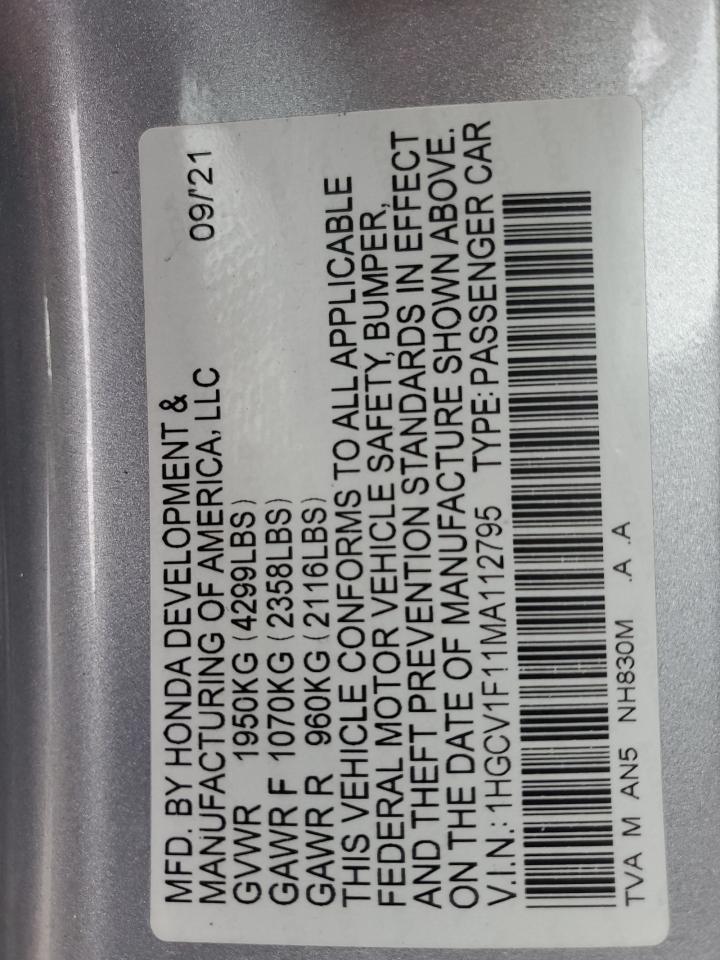 MFD. BY HONDA DEVELOPMENT &
MANUFACTURING OF AMERICA, LLC 09/'21
GVWR 1950KG (4299LBS)
GAWR F 1070KG (2358LBS)
GAWR R 960KG (2116LBS)
THIS VEHICLE CONFORMS TO ALL APPLICABLE
FEDERAL MOTOR VEHICLE SAFETY, BUMPER,
AND THEFT PREVENTION STANDARDS IN EFFECT
ON THE DATE OF MANUFACTURE SHOWN ABOVE.
V.I.N.: 1HGCV1F11MA112795 TYPE: PASSENGER CAR
TVA M AN5 NH830M .A .A